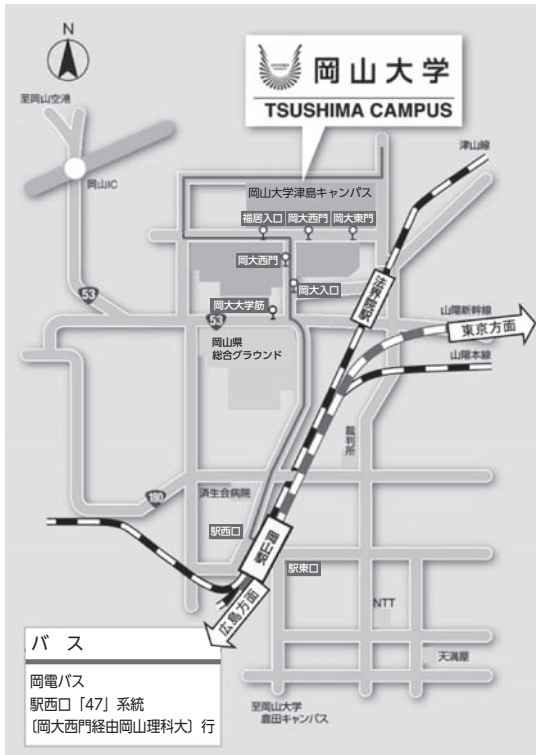 N
至岡山空港
岡山大学
TSUSHIMA CAMPUS
津山線
岡山IC
岡山大学津島キャンパス
福居入口
岡大西門
岡大東門
岡大西門
岡大入口
法界院駅
53
岡大大学筋
53
山陽新幹線
東京方面
岡山県
総合グラウンド
山陽本線
裁判所
180
済生会病院
駅西口
岡山駅
駅東口
広島方面
NTT
バス
天満屋
岡電バス
駅西口「47」系統
〔岡大西門経由岡山理科大〕行
至岡山大学
鹿田キャンパス